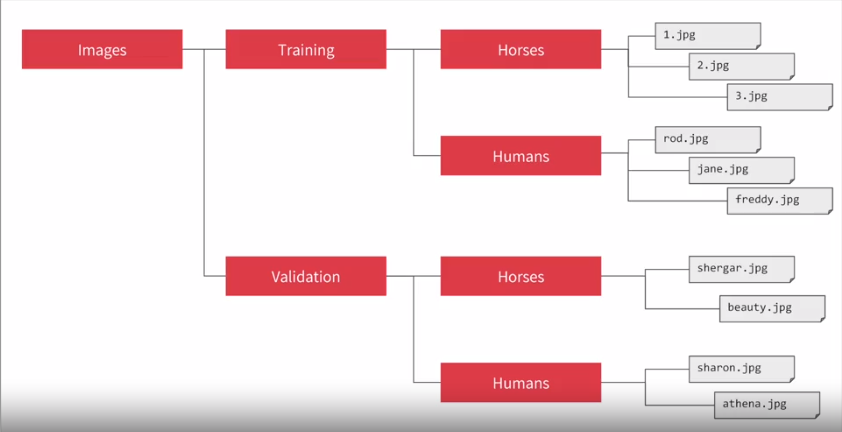 Images
Training
Horses
1.jpg
2.jpg
3.jpg
Humans
rod.jpg
jane.jpg
freddy.jpg
Validation
Horses
shergar.jpg
beauty.jpg
Humans
sharon.jpg
athena.jpg